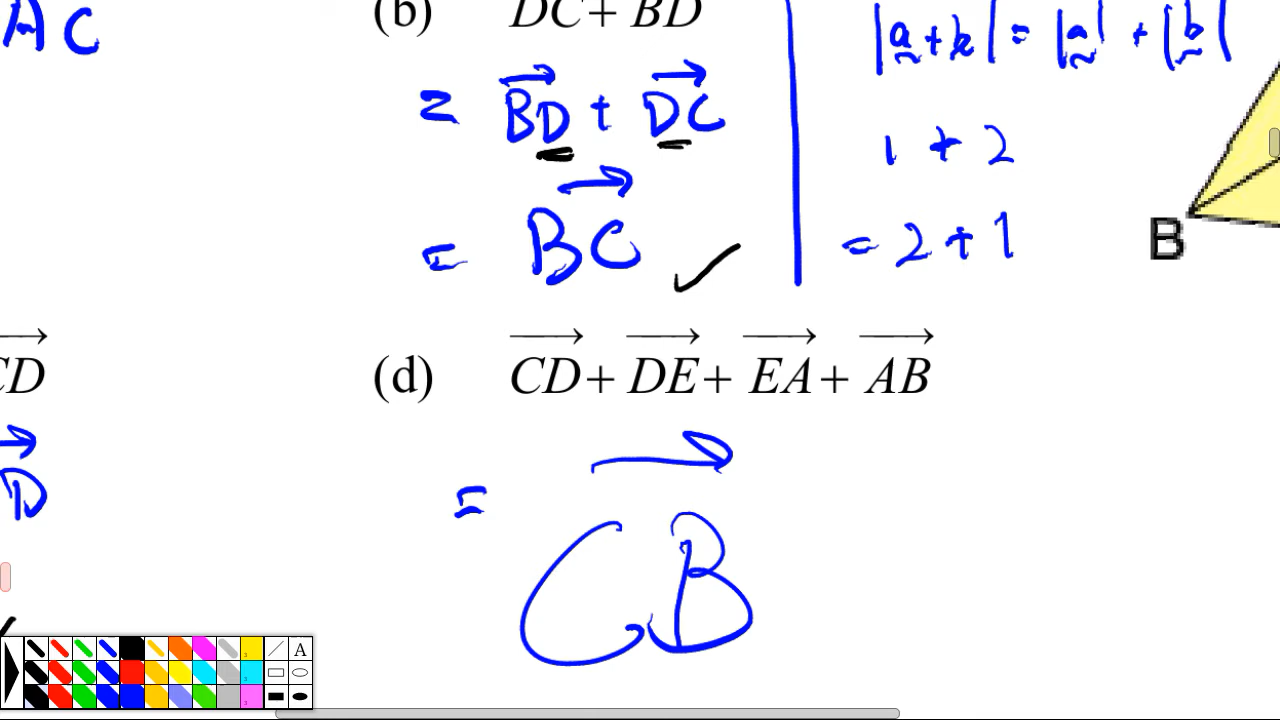 AC
(b) DC + BD
= BD + DC
= BC
|a+b| = |a| + |b|
1 + 2
= 2 + 1
B
CD
D
(d) CD + DE + EA + AB
= CB
A